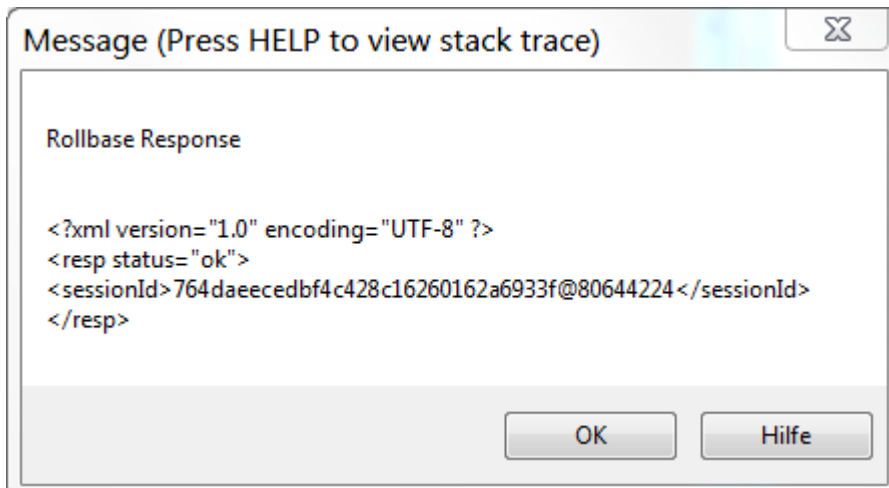 Message (Press HELP to view stack trace)
Rollbase Response
<?xml version="1.0" encoding="UTF-8" ?>
<resp status="ok">
<sessionId>764daeecedbf4c428c16260162a6933f@80644224</sessionId>
</resp>
OK
Hilfe